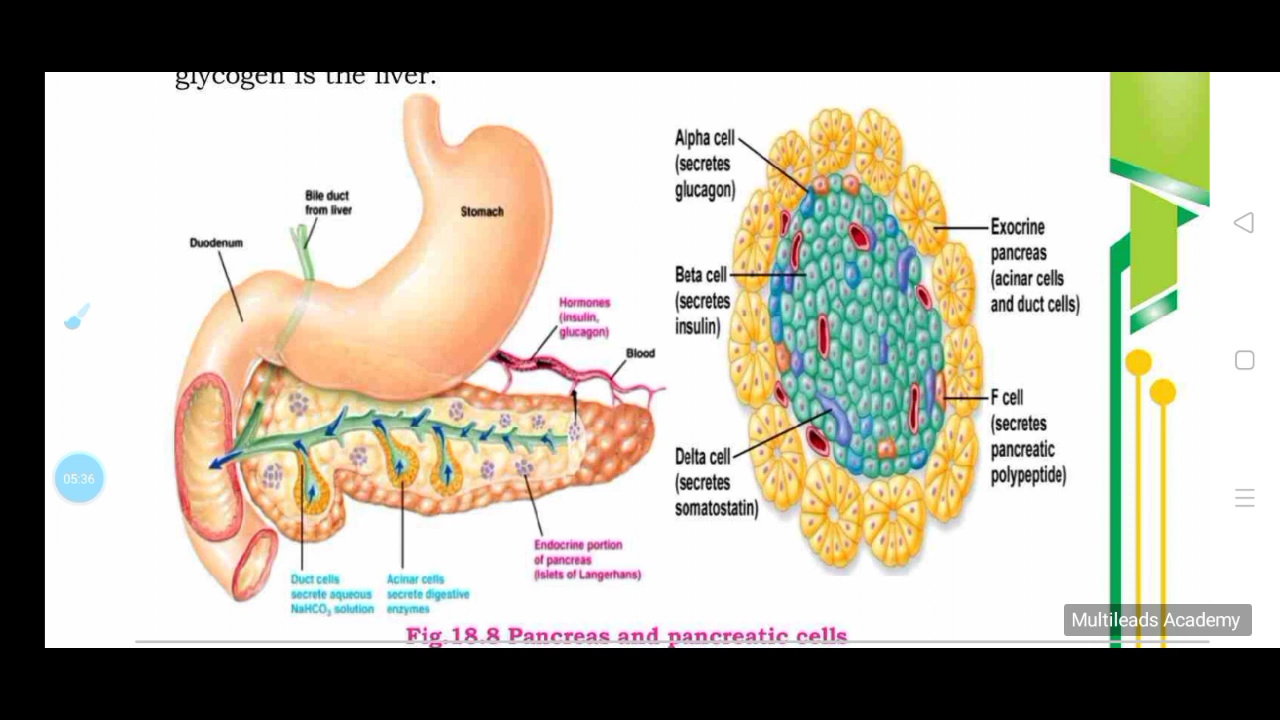 glycogen is the liver.
Bile duct
from liver
Stomach
Duodenum
Hormones
(insulin,
glucagon)
Blood
Endocrine portion
of pancreas
(Islets of Langerhans)
Duct cells
secrete aqueous
NaHCO₃ solution
Acinar cells
secrete digestive
enzymes
Alpha cell
(secretes
glucagon)
Beta cell
(secretes
insulin)
Delta cell
(secretes
somatostatin)
Exocrine
pancreas
(acinar cells
and duct cells)
F cell
(secretes
pancreatic
polypeptide)
Fig.18.8 Pancreas and pancreatic cells
05:36
Multileads Academy